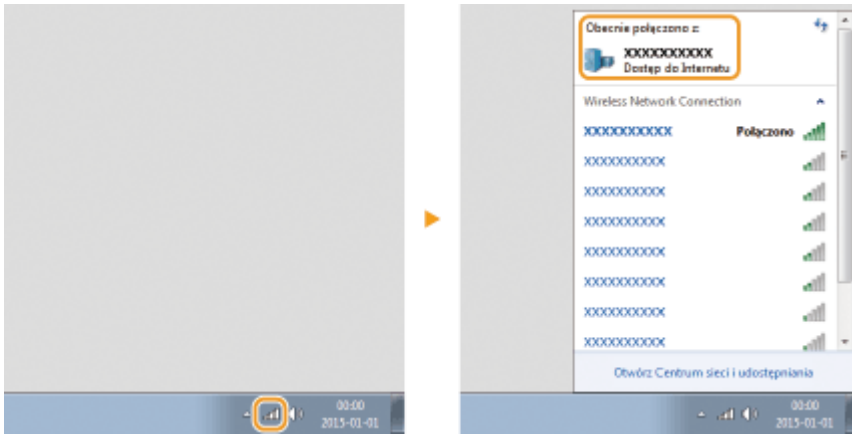 00:00
2015-01-01
Obecnie połączono z:
XXXXXXXXXX
Dostęp do Internetu
Wireless Network Connection
XXXXXXXXXX Połączono
XXXXXXXXXX
XXXXXXXXXX
XXXXXXXXXX
XXXXXXXXXX
XXXXXXXXXX
XXXXXXXXXX
XXXXXXXXXX
Otwórz Centrum sieci i udostępniania
00:00
2015-01-01